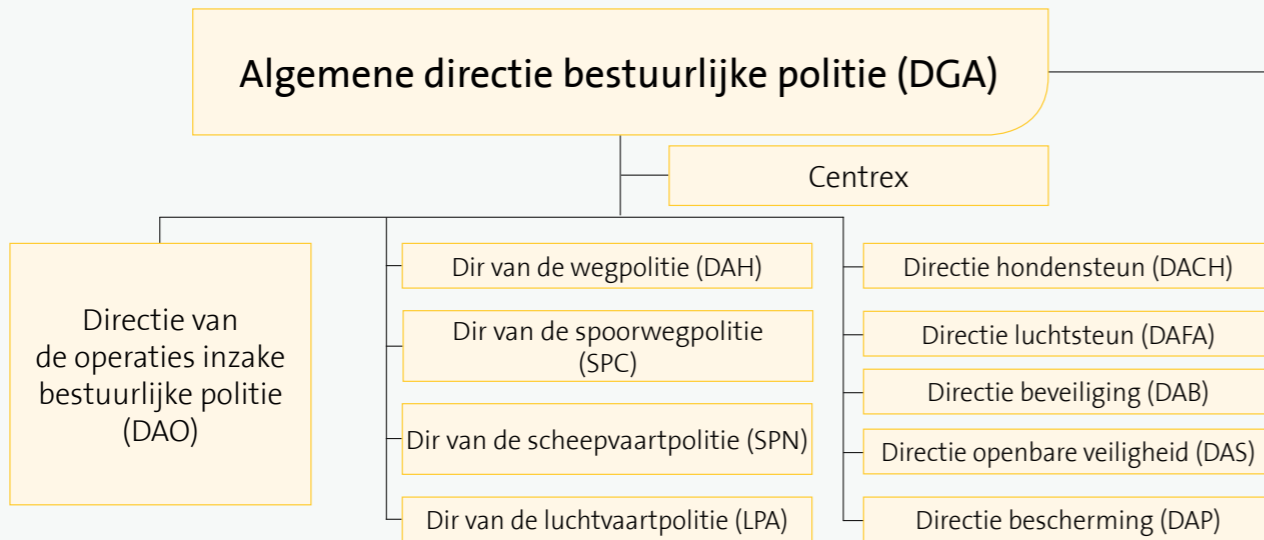 Algemene directie bestuurlijke politie (DGA)
Centrex
Directie van
de operaties inzake
bestuurlijke politie
(DAO)
Dir van de wegpolitie (DAH)
Dir van de spoorwegpolitie
(SPC)
Dir van de scheepvaartpolitie (SPN)
Dir van de luchtvaartpolitie (LPA)
Directie hondensteun (DACH)
Directie luchtsteun (DAFA)
Directie beveiliging (DAB)
Directie openbare veiligheid (DAS)
Directie bescherming (DAP)